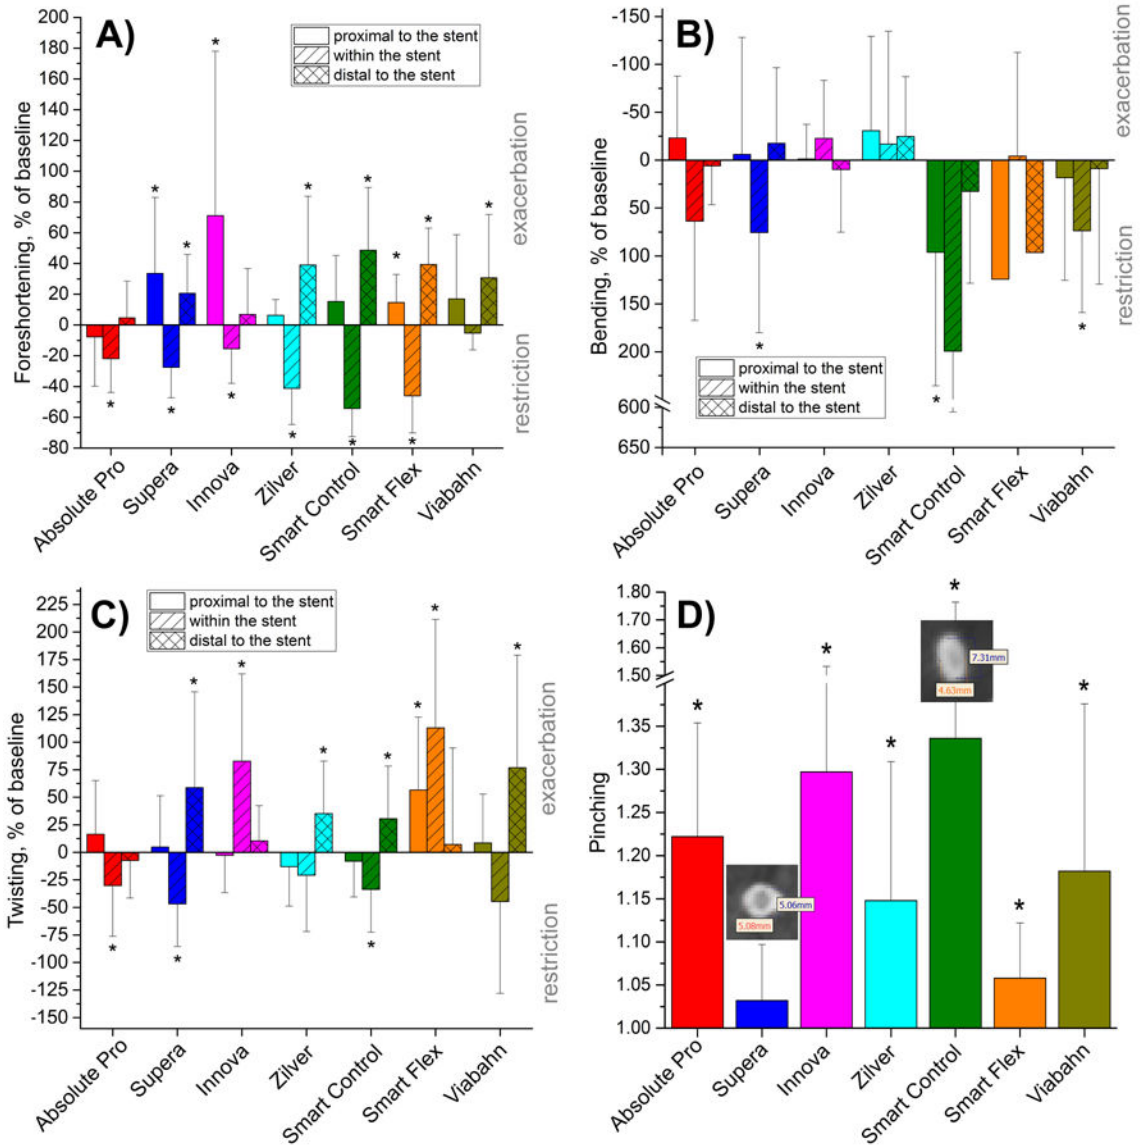 A)
proximal to the stent
within the stent
distal to the stent
Foreshortening, % of baseline
exacerbation
restriction
200
180
160
140
120
100
80
60
40
20
0
-20
-40
-60
-80
* * * * * * * * * * * * *
Absolute Pro
Supera
Innova
Zilver
Smart Control
Smart Flex
Viabahn
B)
Bending, % of baseline
exacerbation
restriction
-150
-100
-50
0
50
100
150
200
600
650
proximal to the stent
within the stent
distal to the stent
* * *
Absolute Pro
Supera
Innova
Zilver
Smart Control
Smart Flex
Viabahn
C)
proximal to the stent
within the stent
distal to the stent
Twisting, % of baseline
exacerbation
restriction
225
200
175
150
125
100
75
50
25
0
-25
-50
-75
-100
-125
-150
* * * * * * * * * *
Absolute Pro
Supera
Innova
Zilver
Smart Control
Smart Flex
Viabahn
D)
Pinching
1.80
1.70
1.60
1.50
1.35
1.30
1.25
1.20
1.15
1.10
1.05
1.00
* * * * * *
7.31mm
4.63mm
5.06mm
5.08mm
Absolute Pro
Supera
Innova
Zilver
Smart Control
Smart Flex
Viabahn